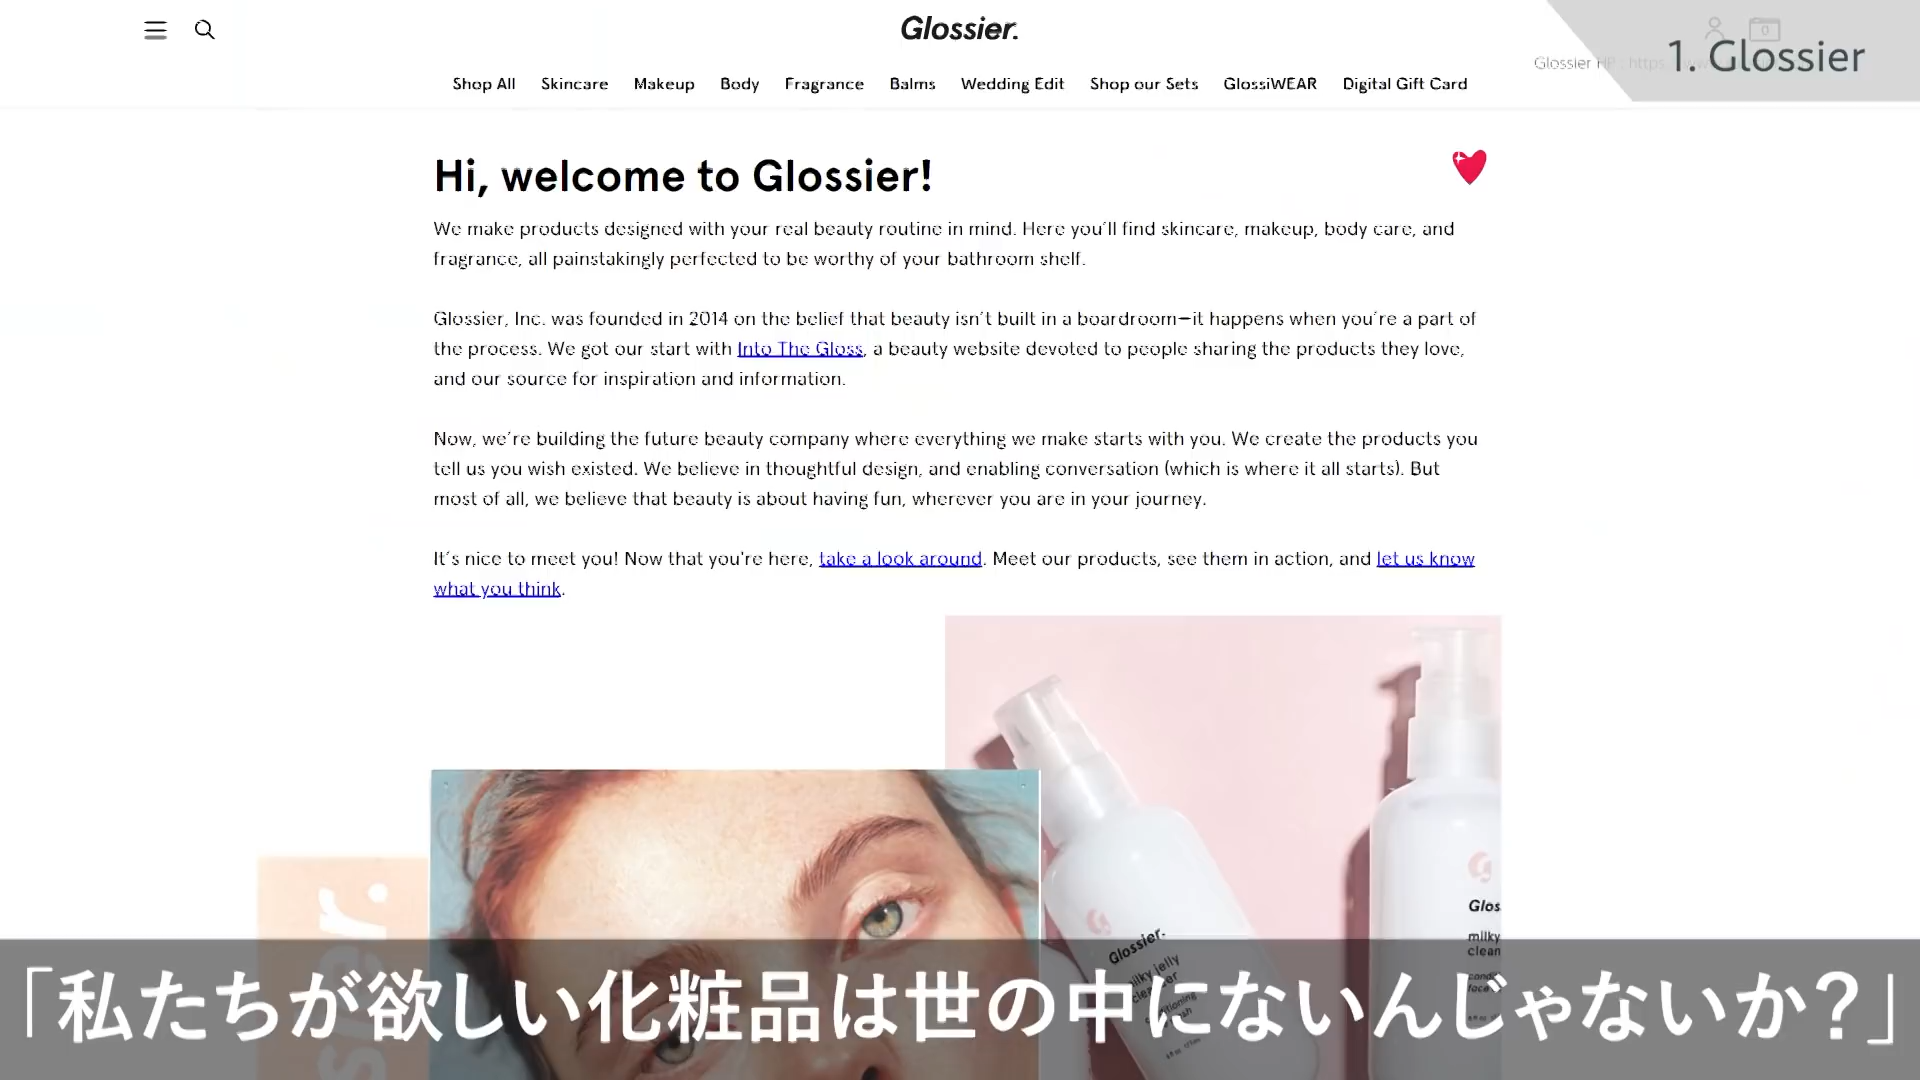 Glossier.
1. Glossier
Glossier HP : https
Shop All Skincare Makeup Body Fragrance Balms Wedding Edit Shop our Sets GlossiWEAR Digital Gift Card
Hi, welcome to Glossier!
We make products designed with your real beauty routine in mind. Here you'll find skincare, makeup, body care, and
fragrance, all painstakingly perfected to be worthy of your bathroom shelf.
Glossier, Inc. was founded in 2014 on the belief that beauty isn't built in a boardroom—it happens when you're a part of
the process. We got our start with Into The Gloss, a beauty website devoted to people sharing the products they love,
and our source for inspiration and information.
Now, we're building the future beauty company where everything we make starts with you. We create the products you
tell us you wish existed. We believe in thoughtful design, and enabling conversation (which is where it all starts). But
most of all, we believe that beauty is about having fun, wherever you are in your journey.
It's nice to meet you! Now that you're here, take a look around. Meet our products, see them in action, and let us know
what you think.
Glossier.
milky jelly
Glos
milky
clean
「私たちが欲しい化粧品は世の中にないんじゃないか?」